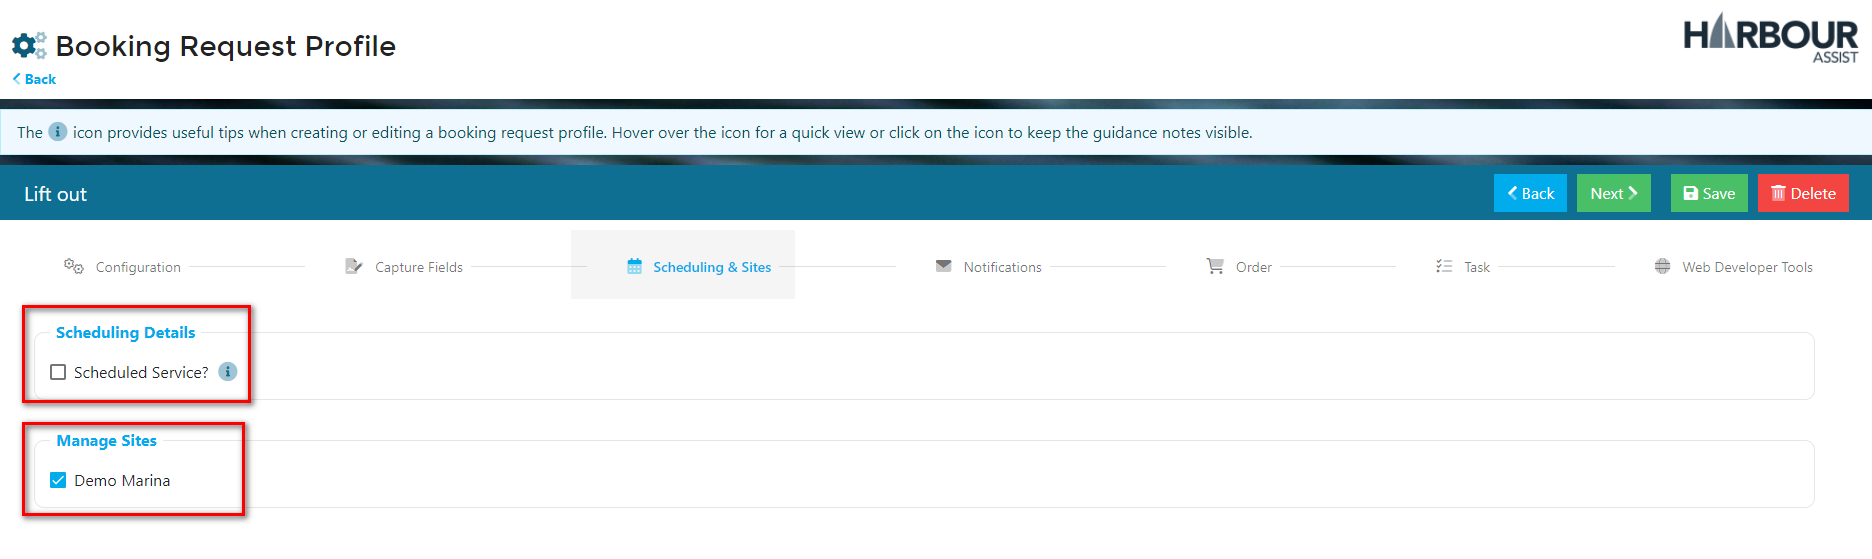 Booking Request Profile
HARBOUR
ASSIST
Back
The i icon provides useful tips when creating or editing a booking request profile. Hover over the icon for a quick view or click on the icon to keep the guidance notes visible.
Lift out
Back
Next
Save
Delete
Configuration
Capture Fields
Scheduling & Sites
Notifications
Order
Task
Web Developer Tools
Scheduling Details
Scheduled Service? i
Manage Sites
Demo Marina